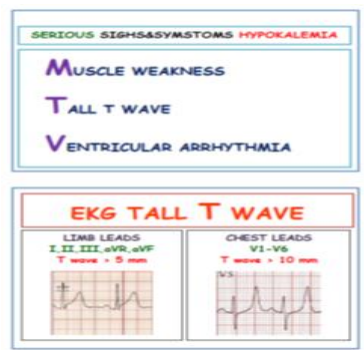 SERIOUS SIGHS&SYMSTOMS HYPOKALEMIA
MUSCLE WEAKNESS
TALL T WAVE
VENTRICULAR ARRHYTHMIA
EKG TALL T WAVE
LIMB LEADS
I,II,III,aVR,aVF
T wave > 5 mm
CHEST LEADS
V1-V6
T wave > 10 mm
V3